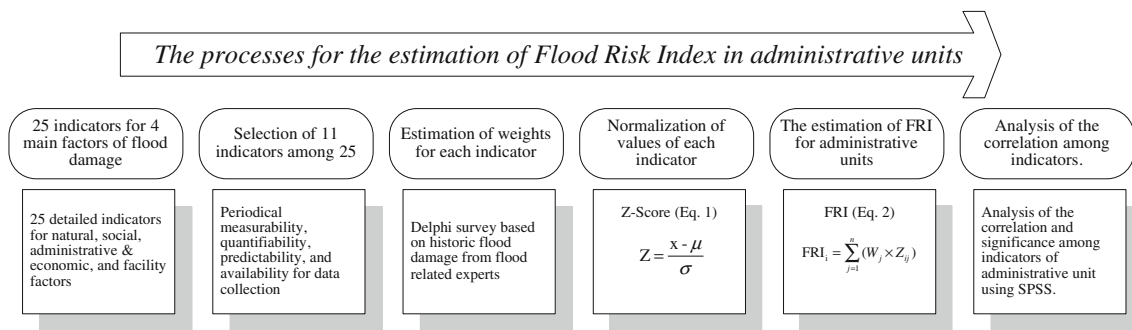 The processes for the estimation of Flood Risk Index in administrative units
25 indicators for 4
main factors of flood
damage
Selection of 11
indicators among 25
Estimation of weights
for each indicator
Normalization of
values of each
indicator
The estimation of FRI
for administrative
units
Analysis of the
correlation among
indicators.
25 detailed indicators
for natural, social,
administrative &
economic, and facility
factors
Periodical
measurability,
quantifiability,
predictability, and
availability for data
collection
Delphi survey based
on historic flood
damage from flood
related experts
Z-Score (Eq. 1)
Z = x - μ / σ
FRI (Eq. 2)
FRI_i = ∑_{j=1}^{n} (W_j × Z_{ij})
Analysis of the
correlation and
significance among
indicators of
administrative unit
using SPSS.